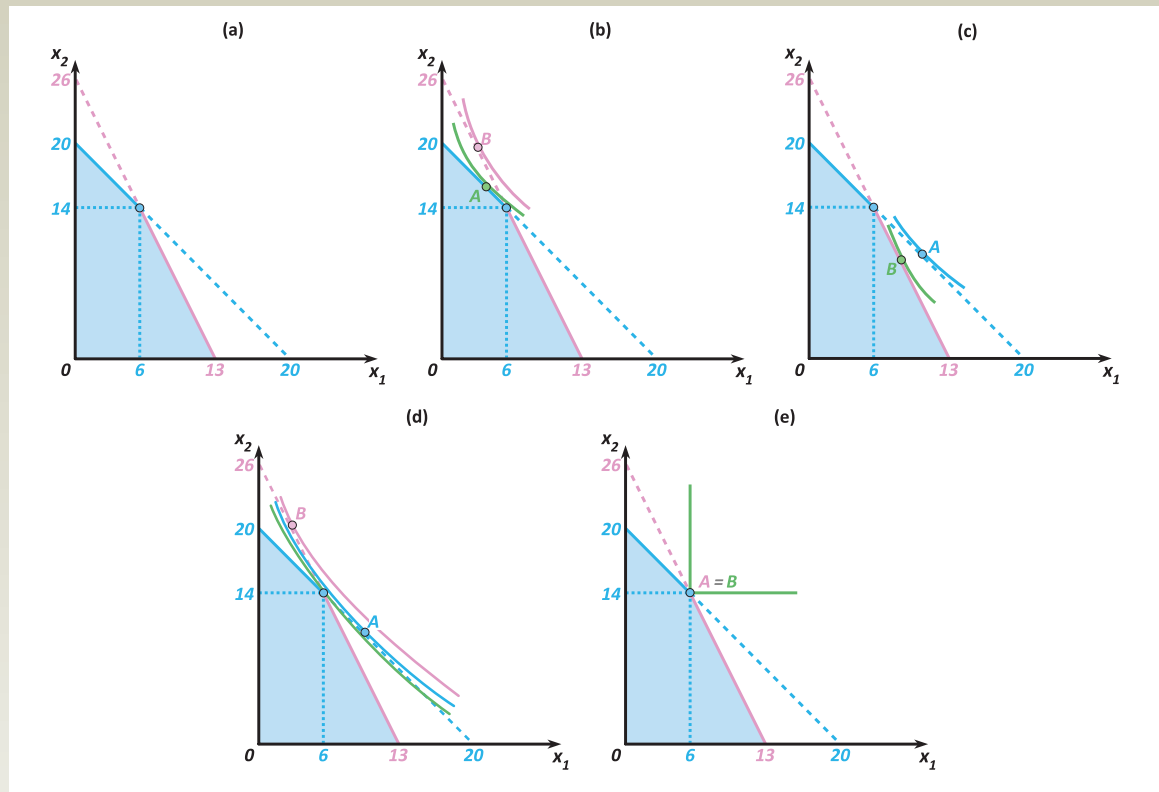 (a) (b) (c)
x2 x2 x2
26 26 26
20 B 20 20
A
14 14 14 A
B
0 6 13 20 x1 0 6 13 20 x1 0 6 13 20 x1
(d) (e)
x2 x2
26 26
B
20 20
14 A 14 A = B
0 6 13 20 x1 0 6 13 20 x1